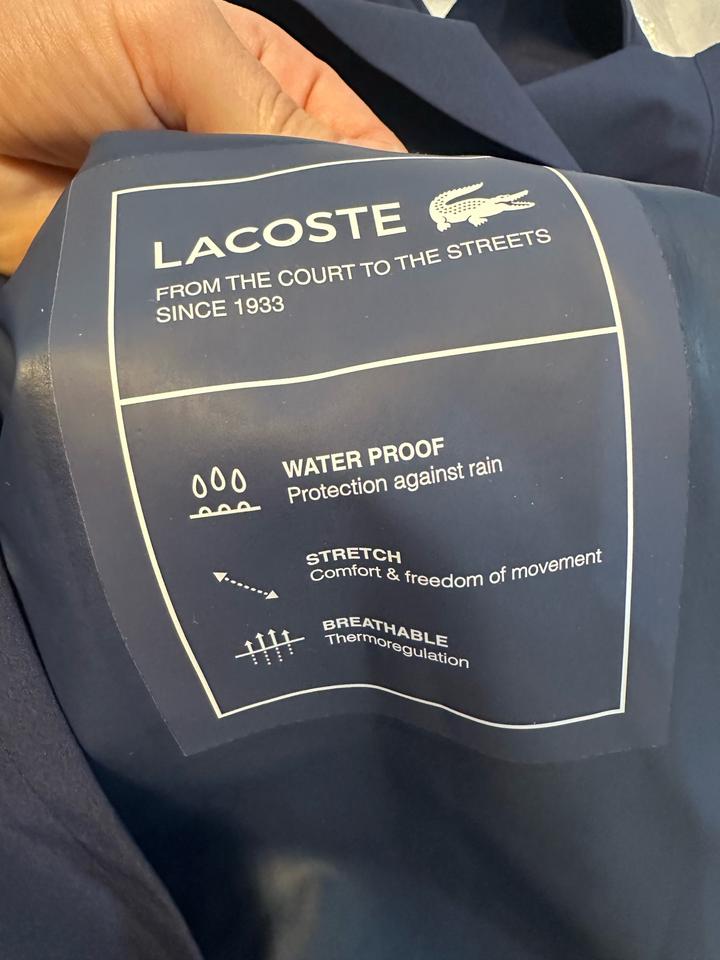 LACOSTE
FROM THE COURT TO THE STREETS
SINCE 1933
WATER PROOF
Protection against rain
STRETCH
Comfort & freedom of movement
BREATHABLE
Thermoregulation